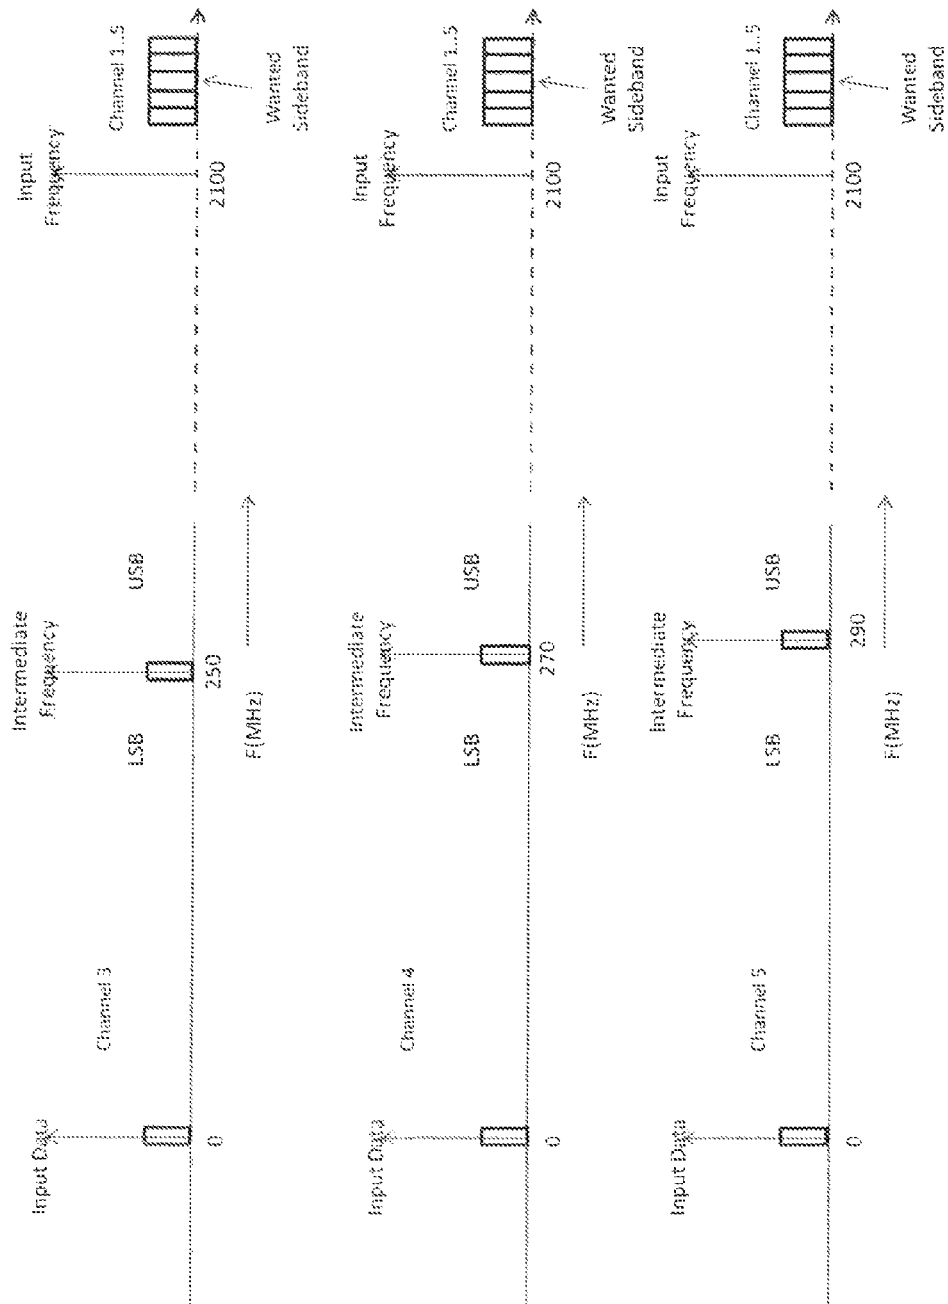 Input Data
0
Channel 3
LSB
Intermediate
Frequency
USB
250
F(MHz)
Input
Frequency
2100
Channel 1..5
Wanted
Sideband
Input Data
0
Channel 4
LSB
Intermediate
Frequency
USB
270
F(MHz)
Input
Frequency
2100
Channel 1..5
Wanted
Sideband
Input Data
0
Channel 5
LSB
Intermediate
Frequency
USB
290
F(MHz)
Input
Frequency
2100
Channel 1..5
Wanted
Sideband